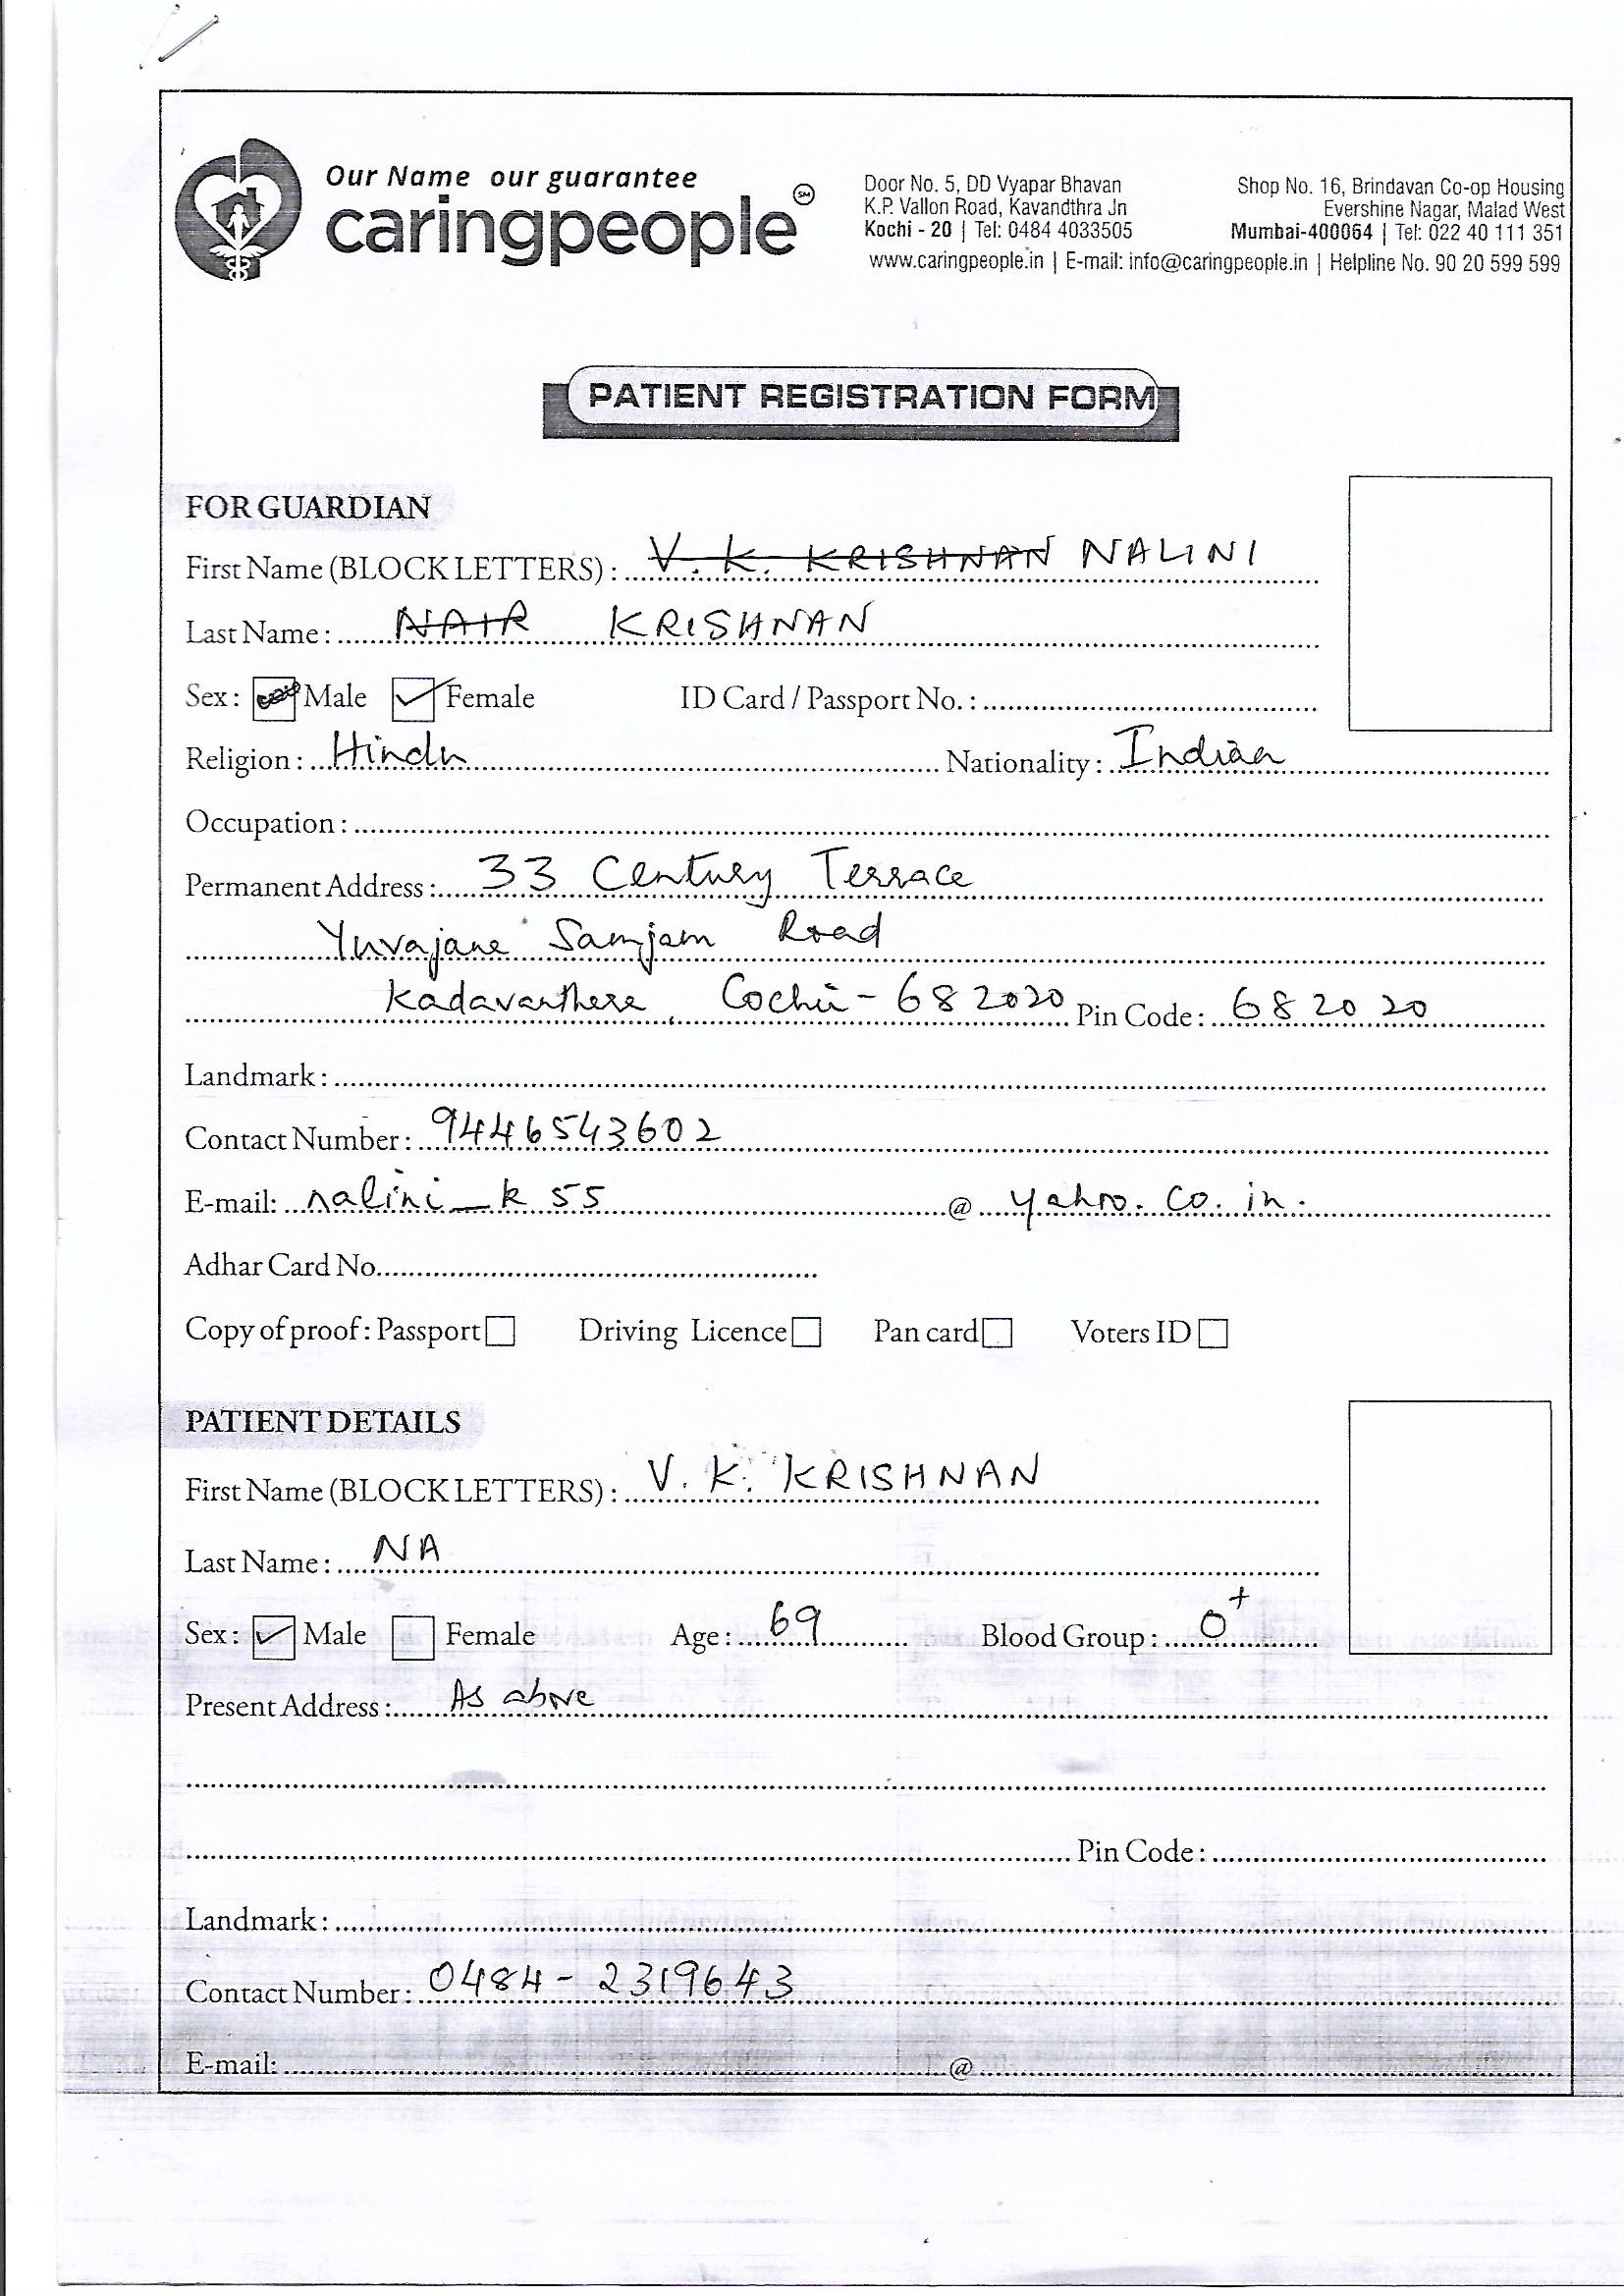 Our Name our guarantee
caringpeople SM
Door No. 5, DD Vyapar Bhavan
K.P. Vallon Road, Kavandthra Jn
Kochi - 20 | Tel: 0484 4033505
Shop No. 16, Brindavan Co-op Housing
Evershine Nagar, Malad West
Mumbai-400064 | Tel: 022 40 111 351
www.caringpeople.in | E-mail: info@caringpeople.in | Helpline No. 90 20 599 599
PATIENT REGISTRATION FORM
FOR GUARDIAN
First Name (BLOCK LETTERS) : V. K. KRISHNAN NALINI
Last Name : NAIR KRISHNAN
Sex : Male Female ID Card / Passport No. :
Religion : Hindu Nationality : Indian
Occupation :
Permanent Address : 33 Century Terrace
Yuvajana Samjam Road
Kadavanthera, Cochin - 682020 Pin Code : 682020
Landmark :
Contact Number : 9446543602
E-mail: nalini_k55 @ yahoo.co.in.
Adhar Card No.
Copy of proof : Passport Driving Licence Pan card Voters ID
PATIENT DETAILS
First Name (BLOCK LETTERS) : V. K. KRISHNAN
Last Name : NA
Sex : Male Female Age : 69 Blood Group : O+
Present Address : As above
Pin Code :
Landmark :
Contact Number : 0484 - 2319643
E-mail: @